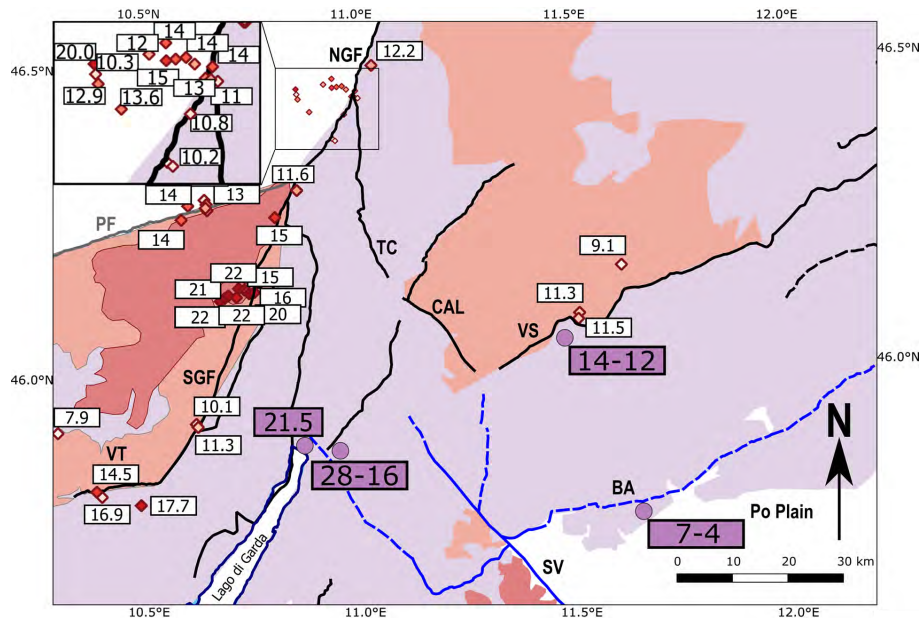 10.5°E 11.0°E 11.5°E 12.0°E
46.5°N 46.5°N
14
12 14
20.0 10.3 14
15 13 11
12.9 13.6
10.8
10.2
NGF 12.2
11.6
14 13
PF
14 15
TC
9.1
22 15
21 16
22 22 20
11.3
CAL
VS 11.5
14-12
46.0°N 46.0°N
SGF
7.9 10.1
21.5
11.3
VT
28-16
N
14.5
16.9 17.7
BA
Po Plain
7-4
Lago di Garda
SV
0 10 20 30 km
10.5°E 11.0°E 11.5°E 12.0°E